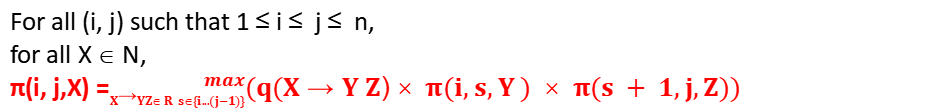 For all (i, j) such that 1 ≤ i ≤ j ≤ n,
for all X ∈ N,
π(i, j,X) = max X→YZ∈ R s∈{i...(j−1)} (q(X → Y Z) × π(i, s, Y ) × π(s + 1, j, Z))